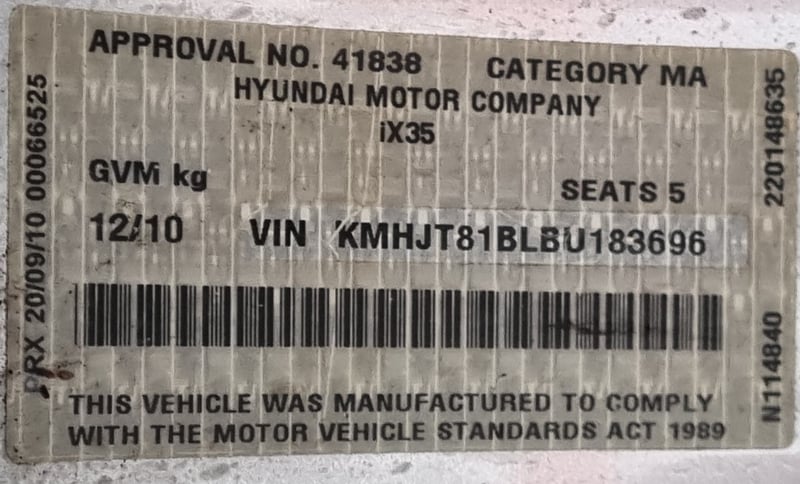 APPROVAL NO. 41838 CATEGORY MA
HYUNDAI MOTOR COMPANY
iX35
GVM kg SEATS 5
12/10 VIN KMHJT81BLBU183696
THIS VEHICLE WAS MANUFACTURED TO COMPLY
WITH THE MOTOR VEHICLE STANDARDS ACT 1989
PRX 20/09/10 00066525
220148635
N114840